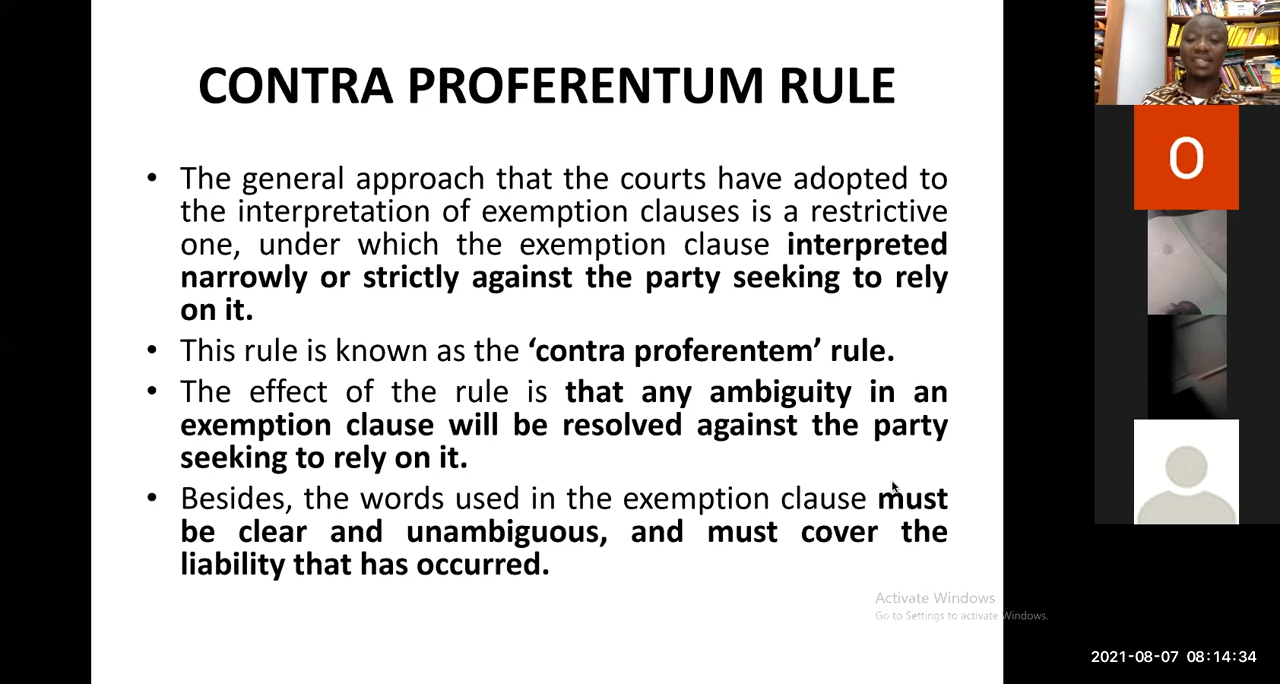 CONTRA PROFERENTUM RULE
• The general approach that the courts have adopted to
the interpretation of exemption clauses is a restrictive
one, under which the exemption clause interpreted
narrowly or strictly against the party seeking to rely
on it.
• This rule is known as the ‘contra proferentem’ rule.
• The effect of the rule is that any ambiguity in an
exemption clause will be resolved against the party
seeking to rely on it.
• Besides, the words used in the exemption clause must
be clear and unambiguous, and must cover the
liability that has occurred.
O
Activate Windows
Go to Settings to activate Windows.
2021-08-07 08:14:34